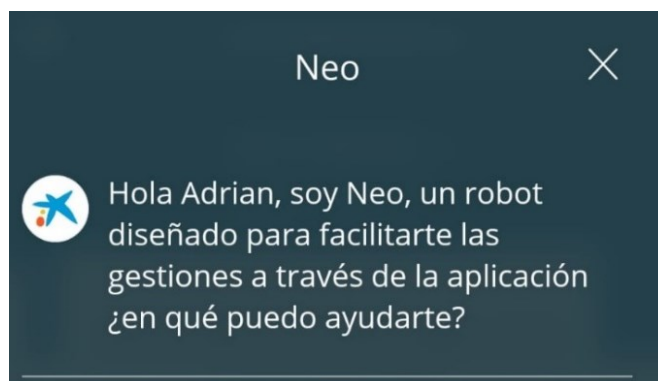 Neo
Hola Adrian, soy Neo, un robot
diseñado para facilitarte las
gestiones a través de la aplicación
¿en qué puedo ayudarte?